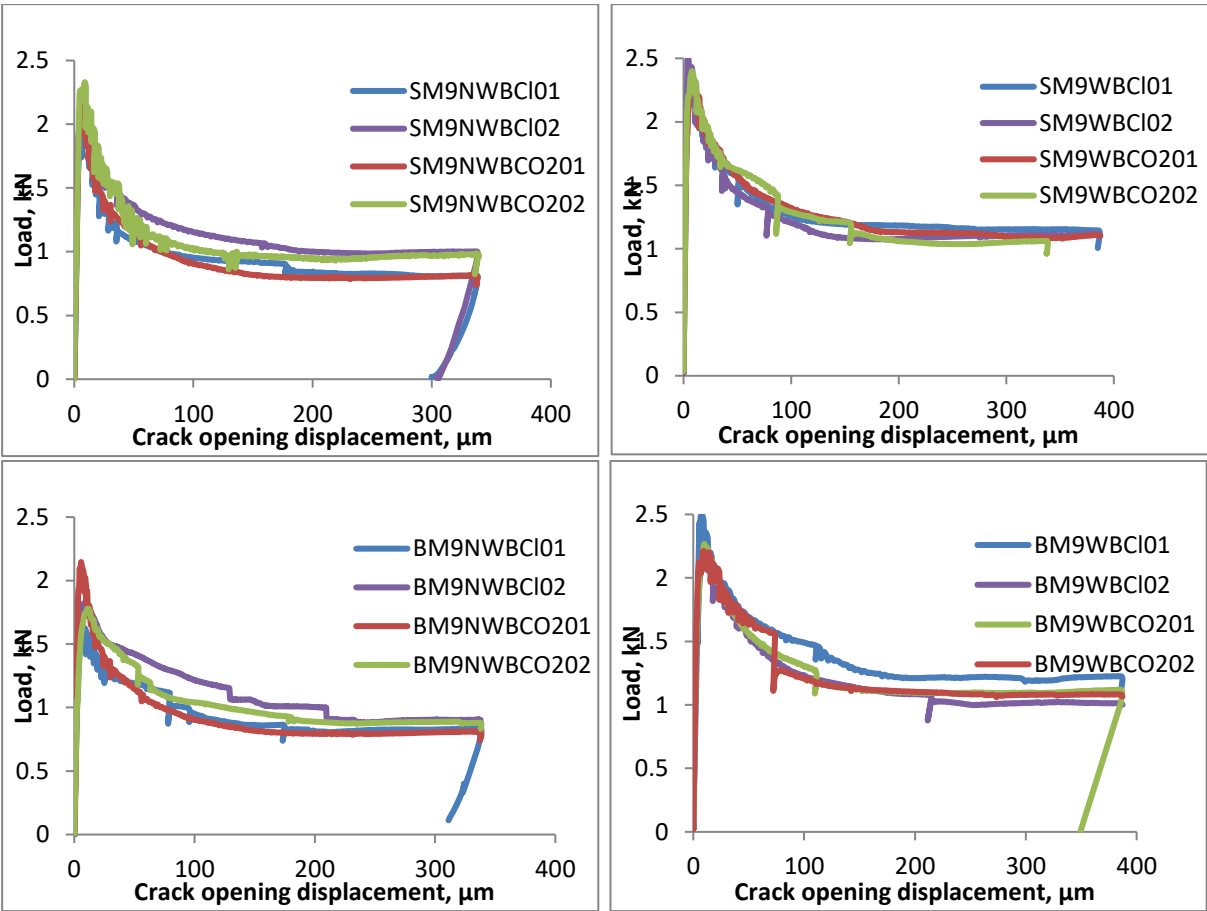 2.5
2
1.5
1
0.5
0
Load, kN
SM9NWBCl01
SM9NWBCl02
SM9NWBCO201
SM9NWBCO202
0 100 200 300 400
Crack opening displacement, µm
2.5
2
1.5
1
0.5
0
Load, kN
SM9WBCl01
SM9WBCl02
SM9WBCO201
SM9WBCO202
0 100 200 300 400
Crack opening displacement, µm
2.5
2
1.5
1
0.5
0
Load, kN
BM9NWBCl01
BM9NWBCl02
BM9NWBCO201
BM9NWBCO202
0 100 200 300 400
Crack opening displacement, µm
2.5
2
1.5
1
0.5
0
Load, kN
BM9WBCl01
BM9WBCl02
BM9WBCO201
BM9WBCO202
0 100 200 300 400
Crack opening displacement, µm